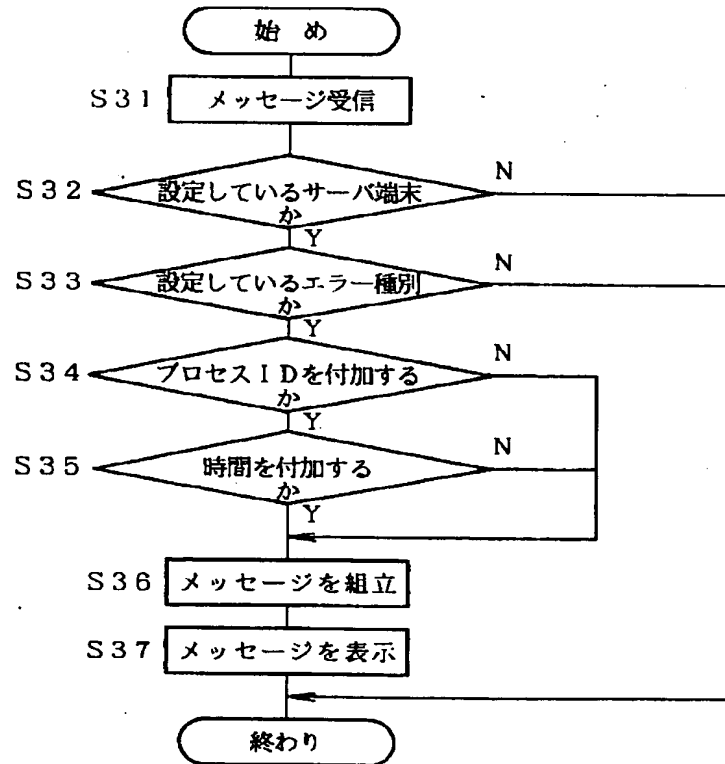 始め
S31 メッセージ受信
S32 設定しているサーバ端末 N
か
Y
S33 設定しているエラー種別 N
か
Y
S34 プロセスIDを付加する N
か
Y
S35 時間を付加する N
か
Y
S36 メッセージを組立
S37 メッセージを表示
終わり